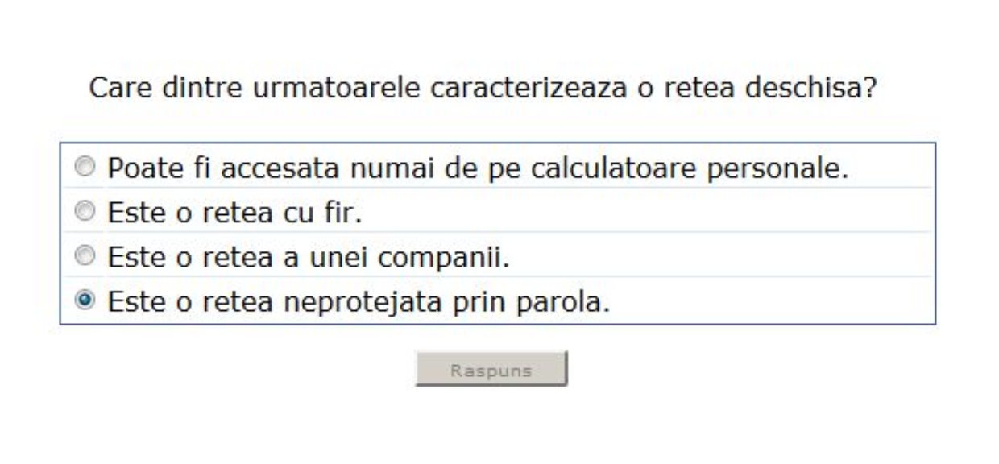 Care dintre urmatoarele caracterizeaza o retea deschisa?
Poate fi accesata numai de pe calculatoare personale.
Este o retea cu fir.
Este o retea a unei companii.
Este o retea neprotejata prin parola.
Raspuns